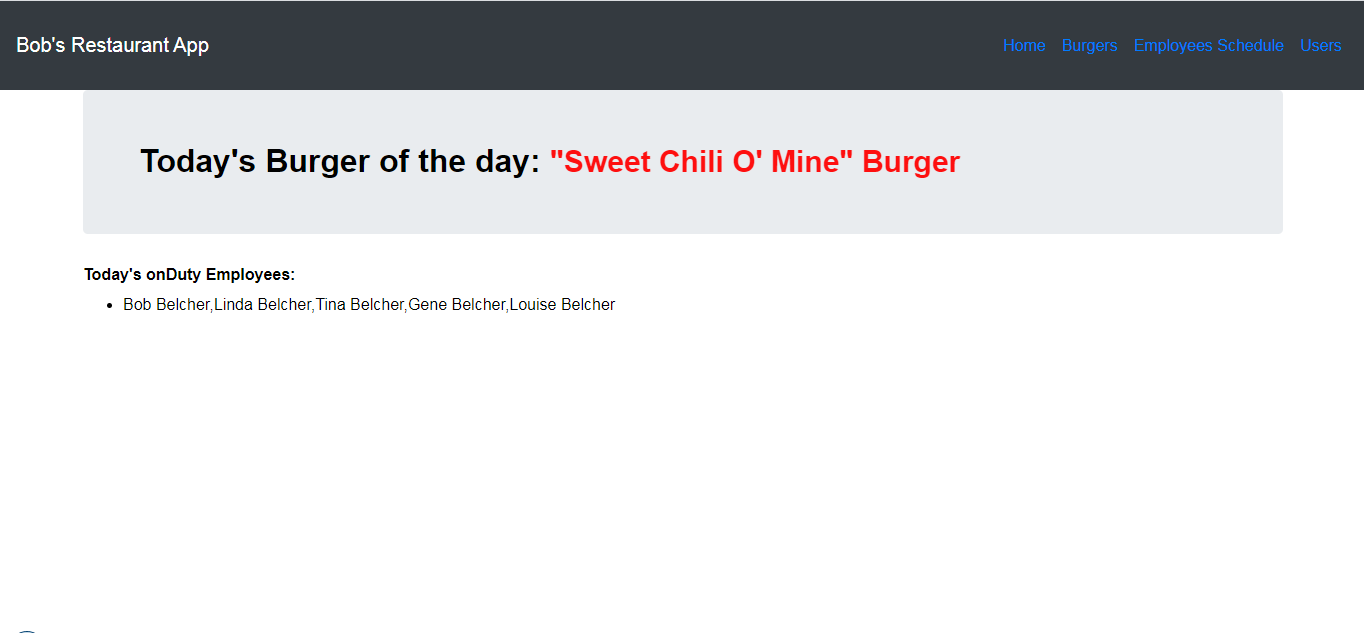 Bob's Restaurant App
Home Burgers Employees Schedule Users
Today's Burger of the day: "Sweet Chili O' Mine" Burger
Today's onDuty Employees:
• Bob Belcher,Linda Belcher,Tina Belcher,Gene Belcher,Louise Belcher